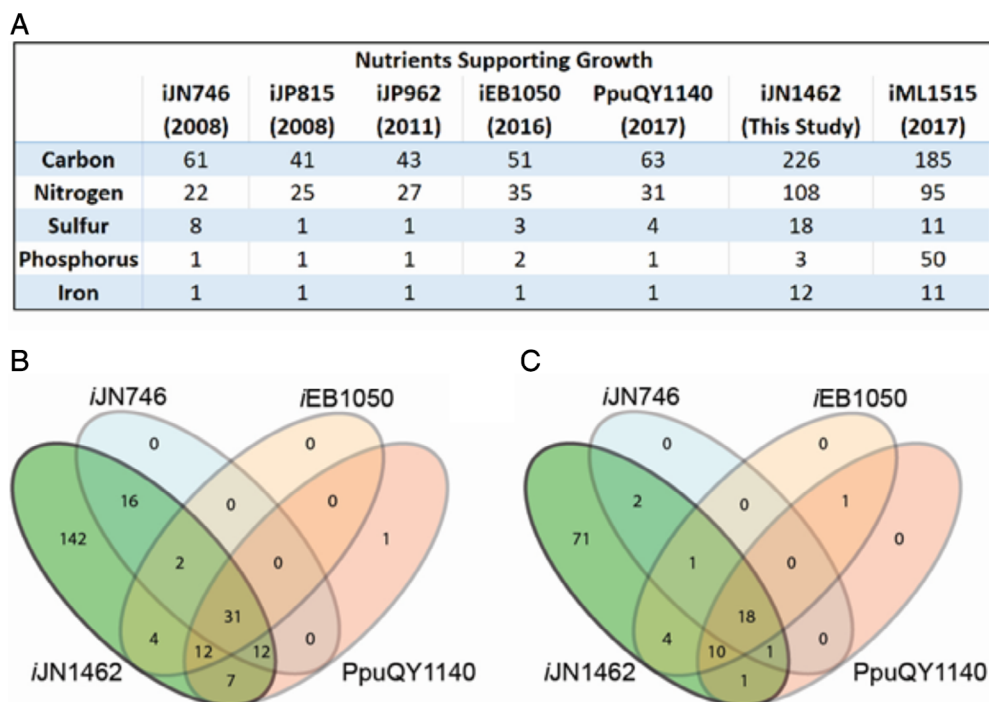 A
Nutrients Supporting Growth
iJN746 iJP815 iJP962 iEB1050 PpuQY1140 iJN1462 iML1515
(2008) (2008) (2011) (2016) (2017) (This Study) (2017)
Carbon 61 41 43 51 63 226 185
Nitrogen 22 25 27 35 31 108 95
Sulfur 8 1 1 3 4 18 11
Phosphorus 1 1 1 2 1 3 50
Iron 1 1 1 1 1 12 11
B
iJN746 iEB1050
0 0
16 0 0
142 1
2 0
31
4 0
12 12
7
iJN1462 PpuQY1140
C
iJN746 iEB1050
0 0
2 0 1
71 0
1 0
18
4 0
10 1
1
iJN1462 PpuQY1140